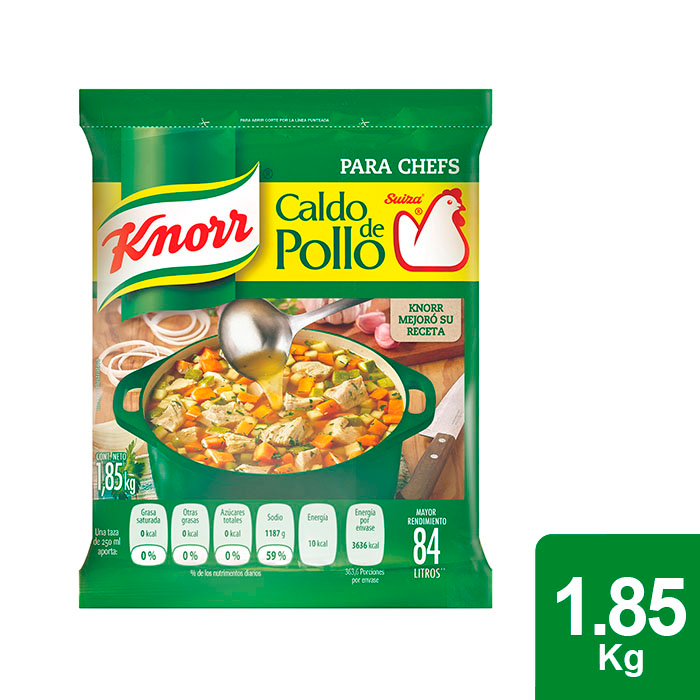 PARA ABRIR CORTE POR LA LÍNEA PUNTEADA
PARA CHEFS
Knorr®
Caldo
de
Pollo
Suiza®
®
KNORR
MEJORÓ SU
RECETA
CONT. NETO
1,85 kg
Una taza
de 250 ml
aporta:
Grasa
saturada
0 kcal
0 %
Otras
grasas
0 kcal
0 %
Azúcares
totales
0 kcal
0 %
Sodio
1187 g
59 %
Energía
10 kcal
Energía
por
envase
3636 kcal
% de los nutrimentos diarios
363,6 Porciones
por envase
MAYOR
RENDIMIENTO
84
LITROS**
1.85
Kg